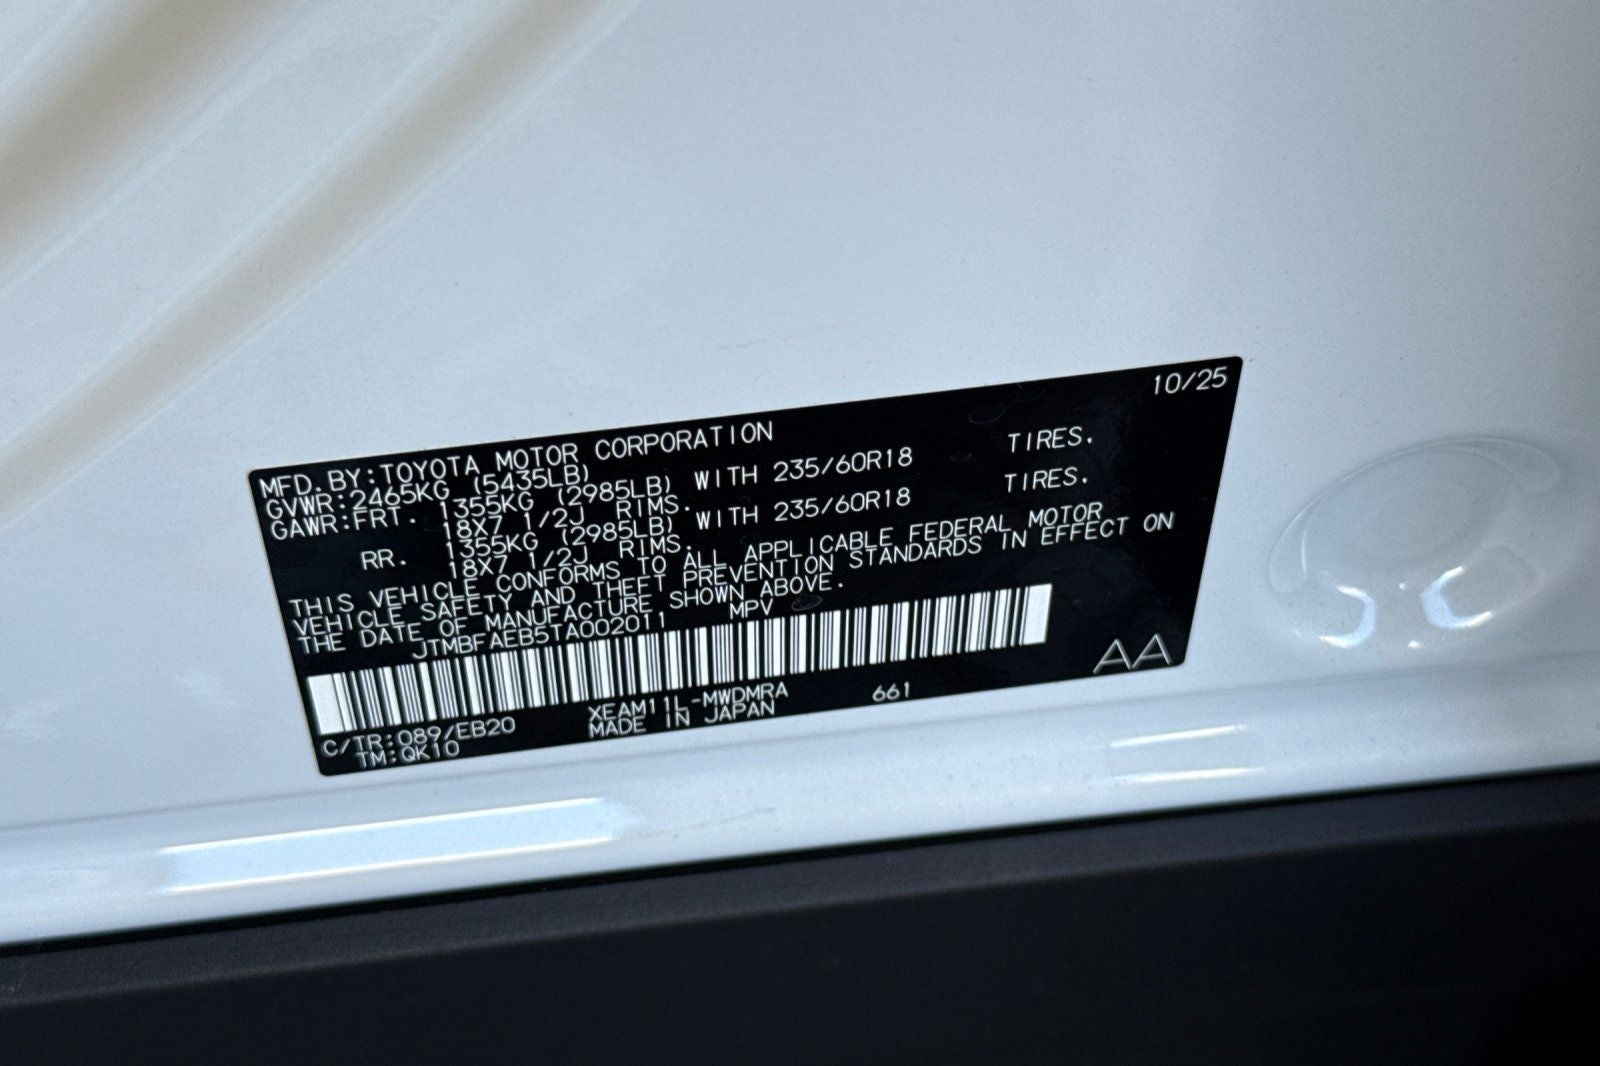 10/25
MFD.BY:TOYOTA MOTOR CORPORATION
GVWR:2465KG (5435LB)
GAWR:FRT. 1355KG (2985LB) WITH 235/60R18 TIRES.
18X7 1/2J RIMS.
RR. 1355KG (2985LB) WITH 235/60R18 TIRES.
18X7 1/2J RIMS.
THIS VEHICLE CONFORMS TO ALL APPLICABLE FEDERAL MOTOR
VEHICLE SAFETY AND THEFT PREVENTION STANDARDS IN EFFECT ON
THE DATE OF MANUFACTURE SHOWN ABOVE.
JTMBFAEB5TA002011 MPV
C/TR:089/EB20 XEAM11L-MWDMRA 661
TM:QK10 MADE IN JAPAN
AA